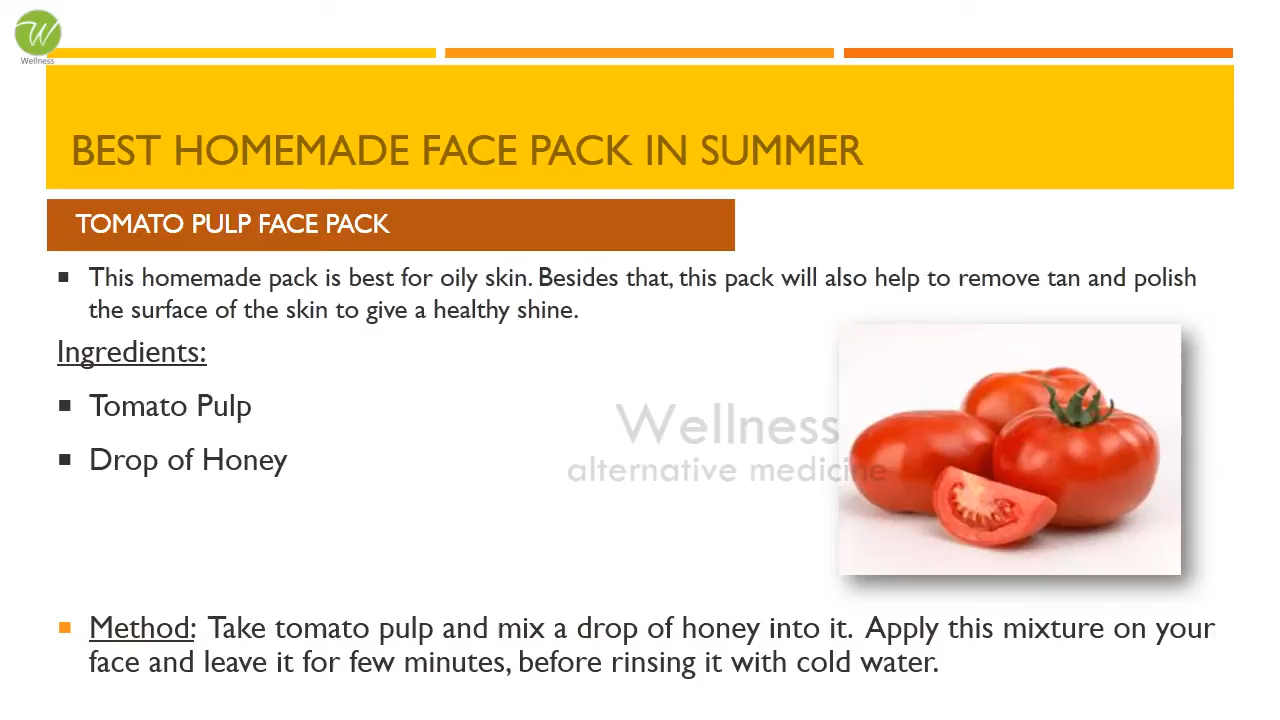 W
Wellness
BEST HOMEMADE FACE PACK IN SUMMER
TOMATO PULP FACE PACK
▪ This homemade pack is best for oily skin. Besides that, this pack will also help to remove tan and polish
the surface of the skin to give a healthy shine.
Ingredients:
▪ Tomato Pulp
▪ Drop of Honey
Wellness
alternative medicine
▪ Method: Take tomato pulp and mix a drop of honey into it. Apply this mixture on your
face and leave it for few minutes, before rinsing it with cold water.